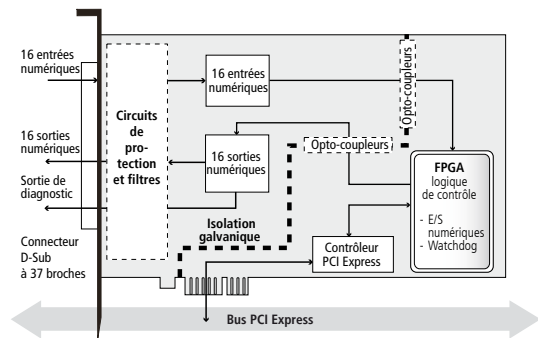 16 entrées
numériques
16 sorties
numériques
Sortie de
diagnostic
Connecteur
D-Sub
à 37 broches
Circuits
de
pro-
tection
et filtres
16 entrées
numériques
16 sorties
numériques
Opto-coupleurs
Opto-coupleurs
Isolation
galvanique
FPGA
logique
de contrôle
- E/S
numériques
- Watchdog
Contrôleur
PCI Express
Bus PCI Express